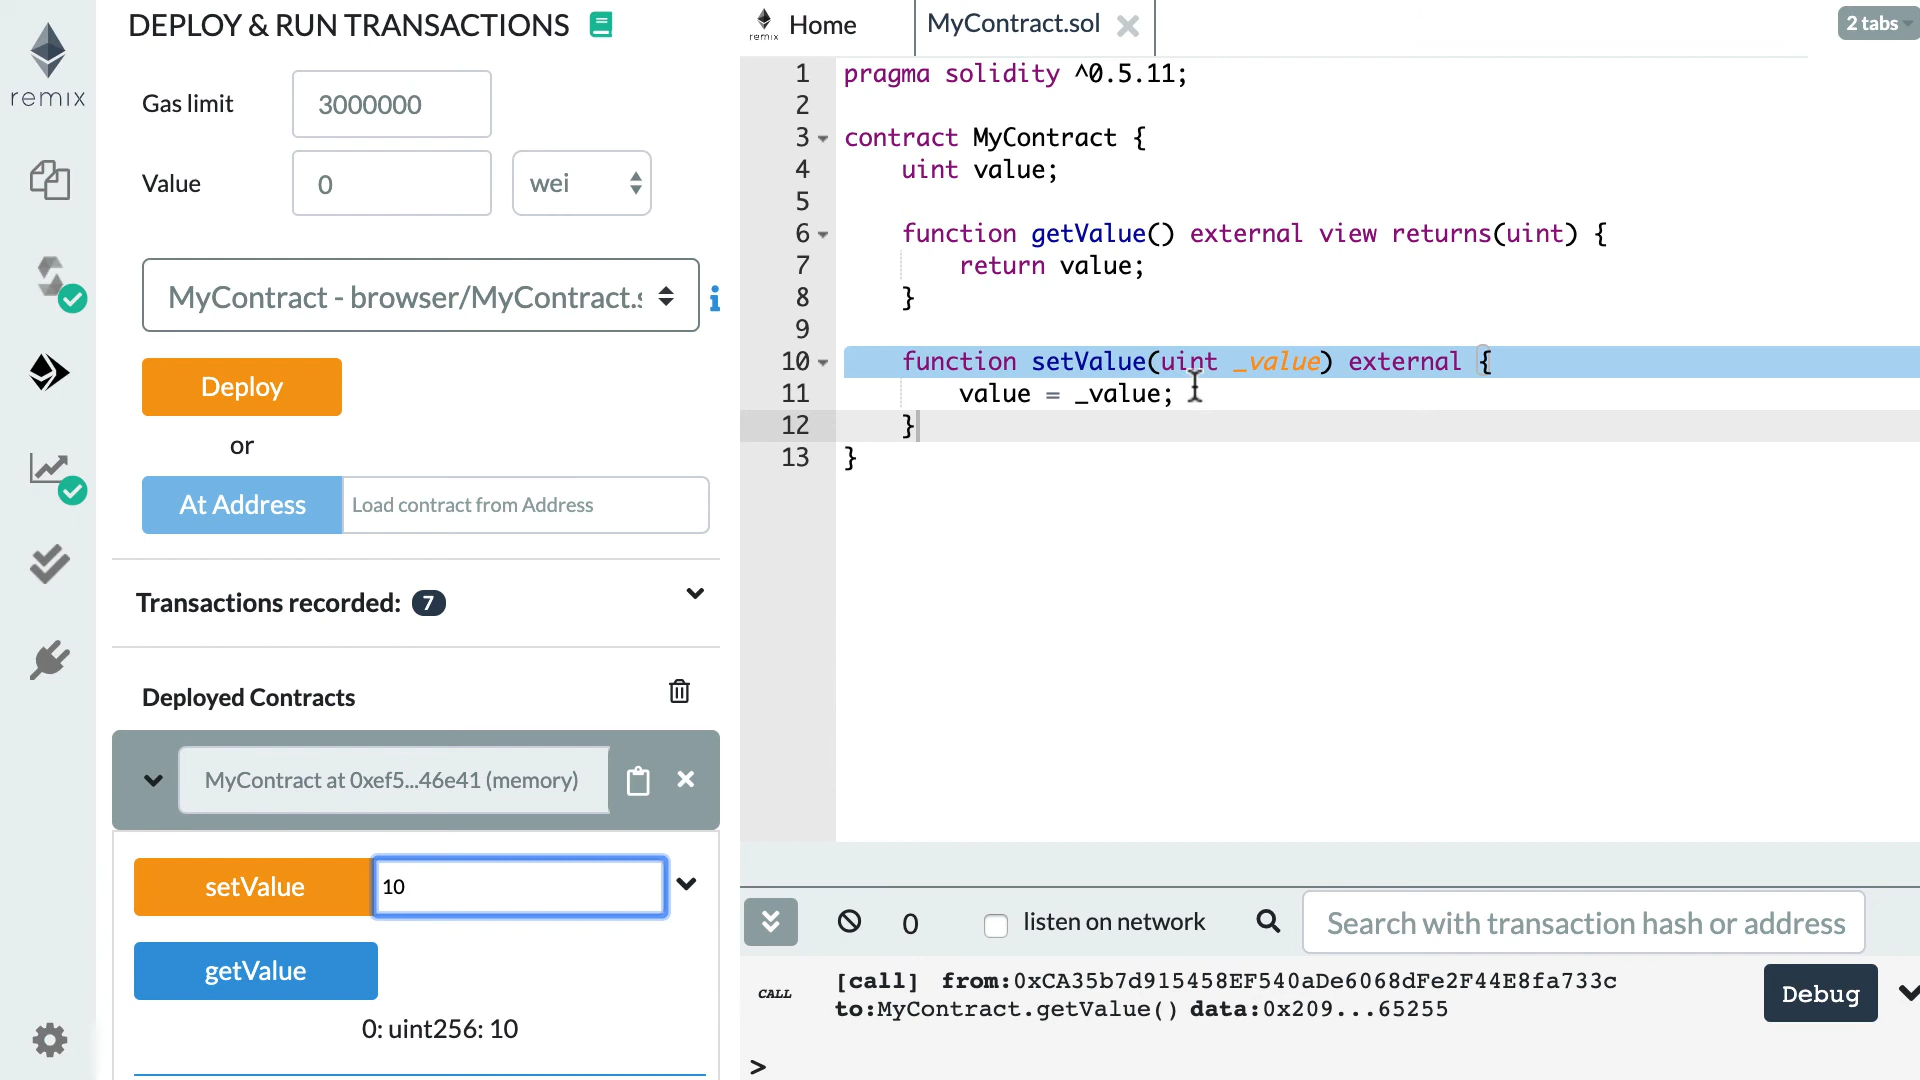 DEPLOY & RUN TRANSACTIONS
remix
Gas limit
3000000
Value
0
wei
MyContract - browser/MyContract.s
i
Deploy
or
At Address
Load contract from Address
Transactions recorded: 7
Deployed Contracts
MyContract at 0xef5...46e41 (memory)
setValue
10
getValue
0: uint256: 10
remix
Home
MyContract.sol
2 tabs
1 pragma solidity ^0.5.11;
2
3 contract MyContract {
4 uint value;
5
6 function getValue() external view returns(uint) {
7 return value;
8 }
9
10 function setValue(uint _value) external {
11 value = _value;
12 }
13 }
0
listen on network
Search with transaction hash or address
CALL
[call] from:0xCA35b7d915458EF540aDe6068dFe2F44E8fa733c
to:MyContract.getValue() data:0x209...65255
Debug
>